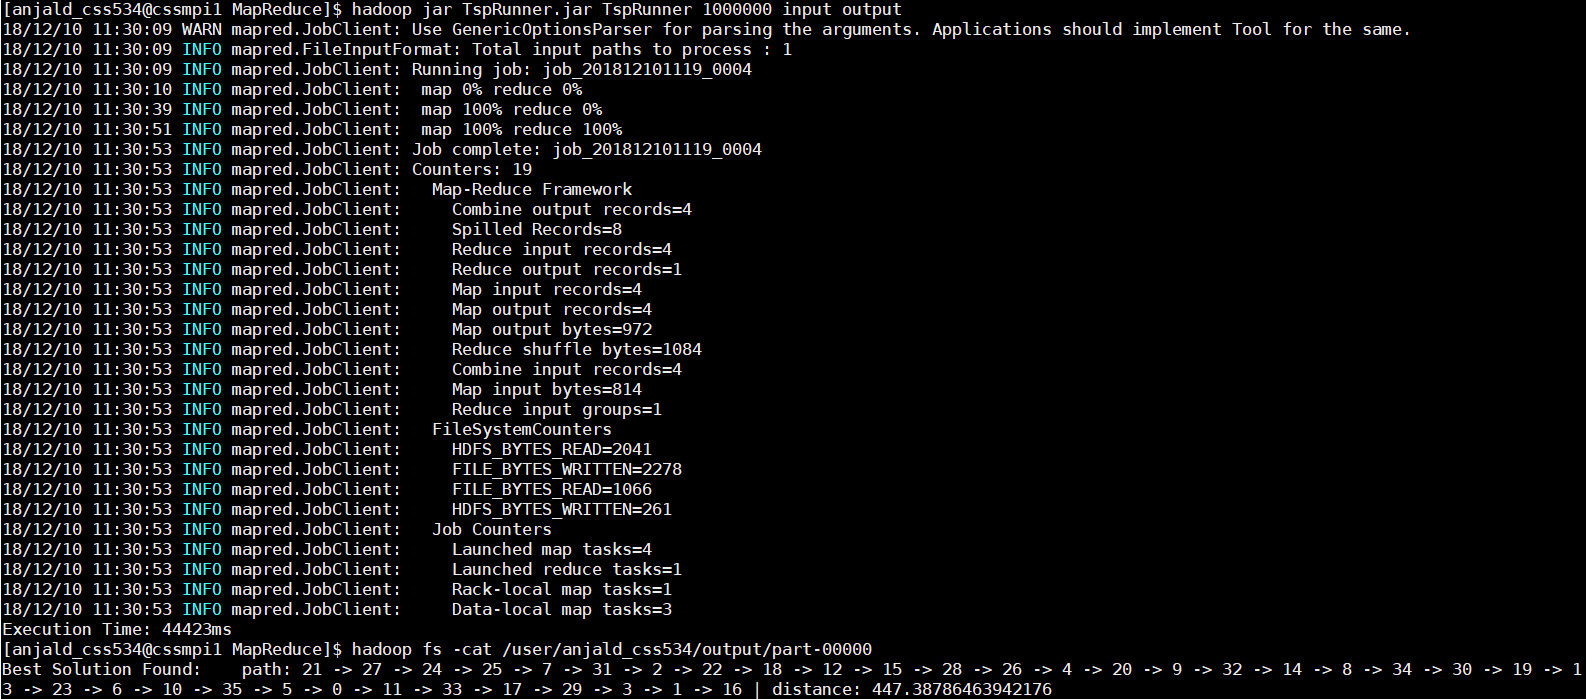 [anjald_css534@cssmpi1 MapReduce]$ hadoop jar TspRunner.jar TspRunner 1000000 input output
18/12/10 11:30:09 WARN mapred.JobClient: Use GenericOptionsParser for parsing the arguments. Applications should implement Tool for the same.
18/12/10 11:30:09 INFO mapred.FileInputFormat: Total input paths to process : 1
18/12/10 11:30:09 INFO mapred.JobClient: Running job: job_201812101119_0004
18/12/10 11:30:10 INFO mapred.JobClient:  map 0% reduce 0%
18/12/10 11:30:39 INFO mapred.JobClient:  map 100% reduce 0%
18/12/10 11:30:51 INFO mapred.JobClient:  map 100% reduce 100%
18/12/10 11:30:53 INFO mapred.JobClient: Job complete: job_201812101119_0004
18/12/10 11:30:53 INFO mapred.JobClient: Counters: 19
18/12/10 11:30:53 INFO mapred.JobClient:   Map-Reduce Framework
18/12/10 11:30:53 INFO mapred.JobClient:     Combine output records=4
18/12/10 11:30:53 INFO mapred.JobClient:     Spilled Records=8
18/12/10 11:30:53 INFO mapred.JobClient:     Reduce input records=4
18/12/10 11:30:53 INFO mapred.JobClient:     Reduce output records=1
18/12/10 11:30:53 INFO mapred.JobClient:     Map input records=4
18/12/10 11:30:53 INFO mapred.JobClient:     Map output records=4
18/12/10 11:30:53 INFO mapred.JobClient:     Map output bytes=972
18/12/10 11:30:53 INFO mapred.JobClient:     Reduce shuffle bytes=1084
18/12/10 11:30:53 INFO mapred.JobClient:     Combine input records=4
18/12/10 11:30:53 INFO mapred.JobClient:     Map input bytes=814
18/12/10 11:30:53 INFO mapred.JobClient:     Reduce input groups=1
18/12/10 11:30:53 INFO mapred.JobClient:   FileSystemCounters
18/12/10 11:30:53 INFO mapred.JobClient:     HDFS_BYTES_READ=2041
18/12/10 11:30:53 INFO mapred.JobClient:     FILE_BYTES_WRITTEN=2278
18/12/10 11:30:53 INFO mapred.JobClient:     FILE_BYTES_READ=1066
18/12/10 11:30:53 INFO mapred.JobClient:     HDFS_BYTES_WRITTEN=261
18/12/10 11:30:53 INFO mapred.JobClient:   Job Counters
18/12/10 11:30:53 INFO mapred.JobClient:     Launched map tasks=4
18/12/10 11:30:53 INFO mapred.JobClient:     Launched reduce tasks=1
18/12/10 11:30:53 INFO mapred.JobClient:     Rack-local map tasks=1
18/12/10 11:30:53 INFO mapred.JobClient:     Data-local map tasks=3
Execution Time: 44423ms
[anjald_css534@cssmpi1 MapReduce]$ hadoop fs -cat /user/anjald_css534/output/part-00000
Best Solution Found:    path: 21 -> 27 -> 24 -> 25 -> 7 -> 31 -> 2 -> 22 -> 18 -> 12 -> 15 -> 28 -> 26 -> 4 -> 20 -> 9 -> 32 -> 14 -> 8 -> 34 -> 30 -> 19 -> 1
3 -> 23 -> 6 -> 10 -> 35 -> 5 -> 0 -> 11 -> 33 -> 17 -> 29 -> 3 -> 1 -> 16 | distance: 447.38786463942176